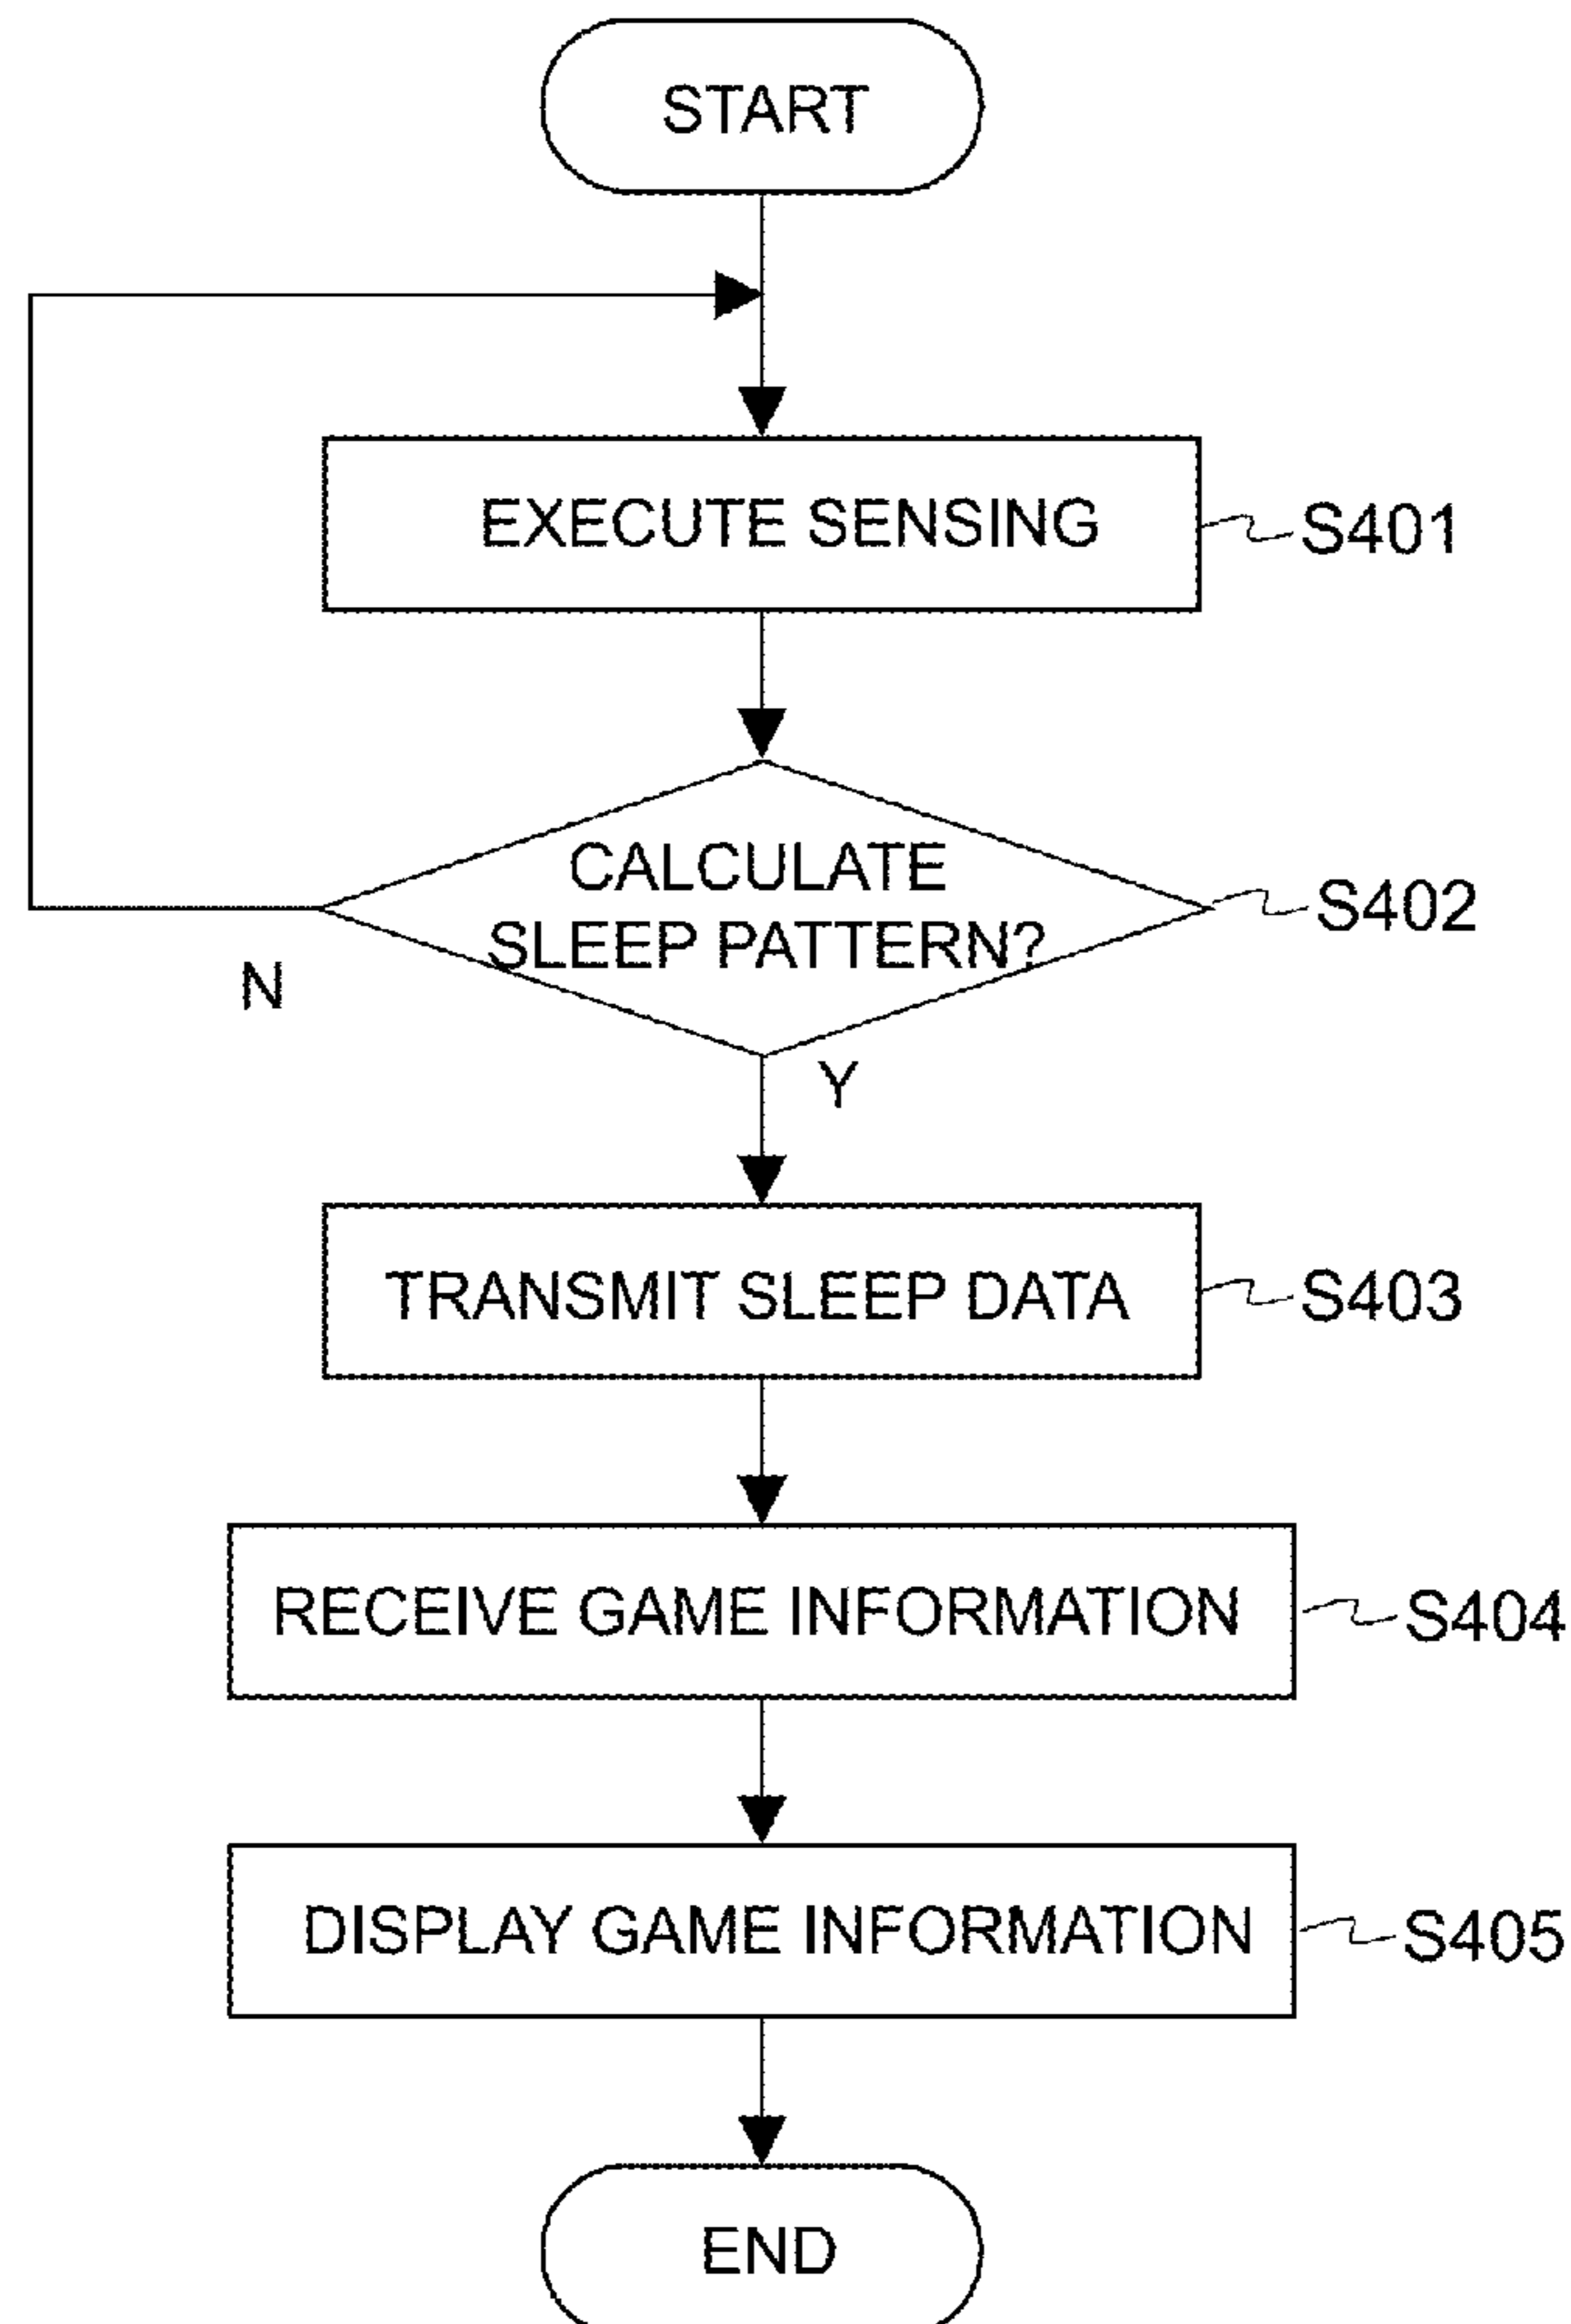 START
EXECUTE SENSING
S401
CALCULATE
SLEEP PATTERN?
S402
N
Y
TRANSMIT SLEEP DATA
S403
RECEIVE GAME INFORMATION
S404
DISPLAY GAME INFORMATION
S405
END